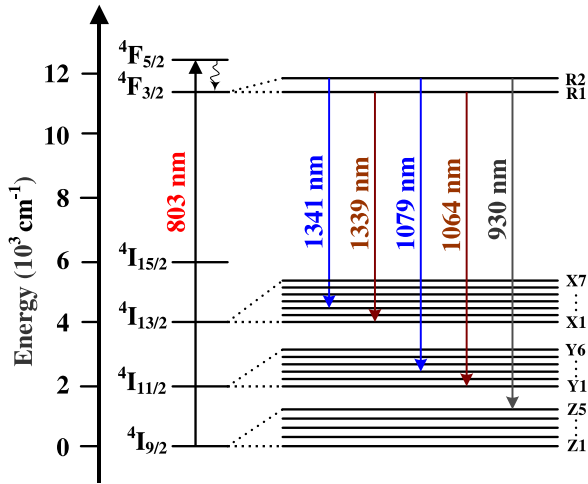 Energy (10³ cm⁻¹)
12
10
8
6
4
2
0
⁴F₅/₂
⁴F₃/₂
⁴I₁₅/₂
⁴I₁₃/₂
⁴I₁₁/₂
⁴I₉/₂
803 nm
1341 nm
1339 nm
1079 nm
1064 nm
930 nm
R2
R1
X7
X1
Y6
Y1
Z5
Z1